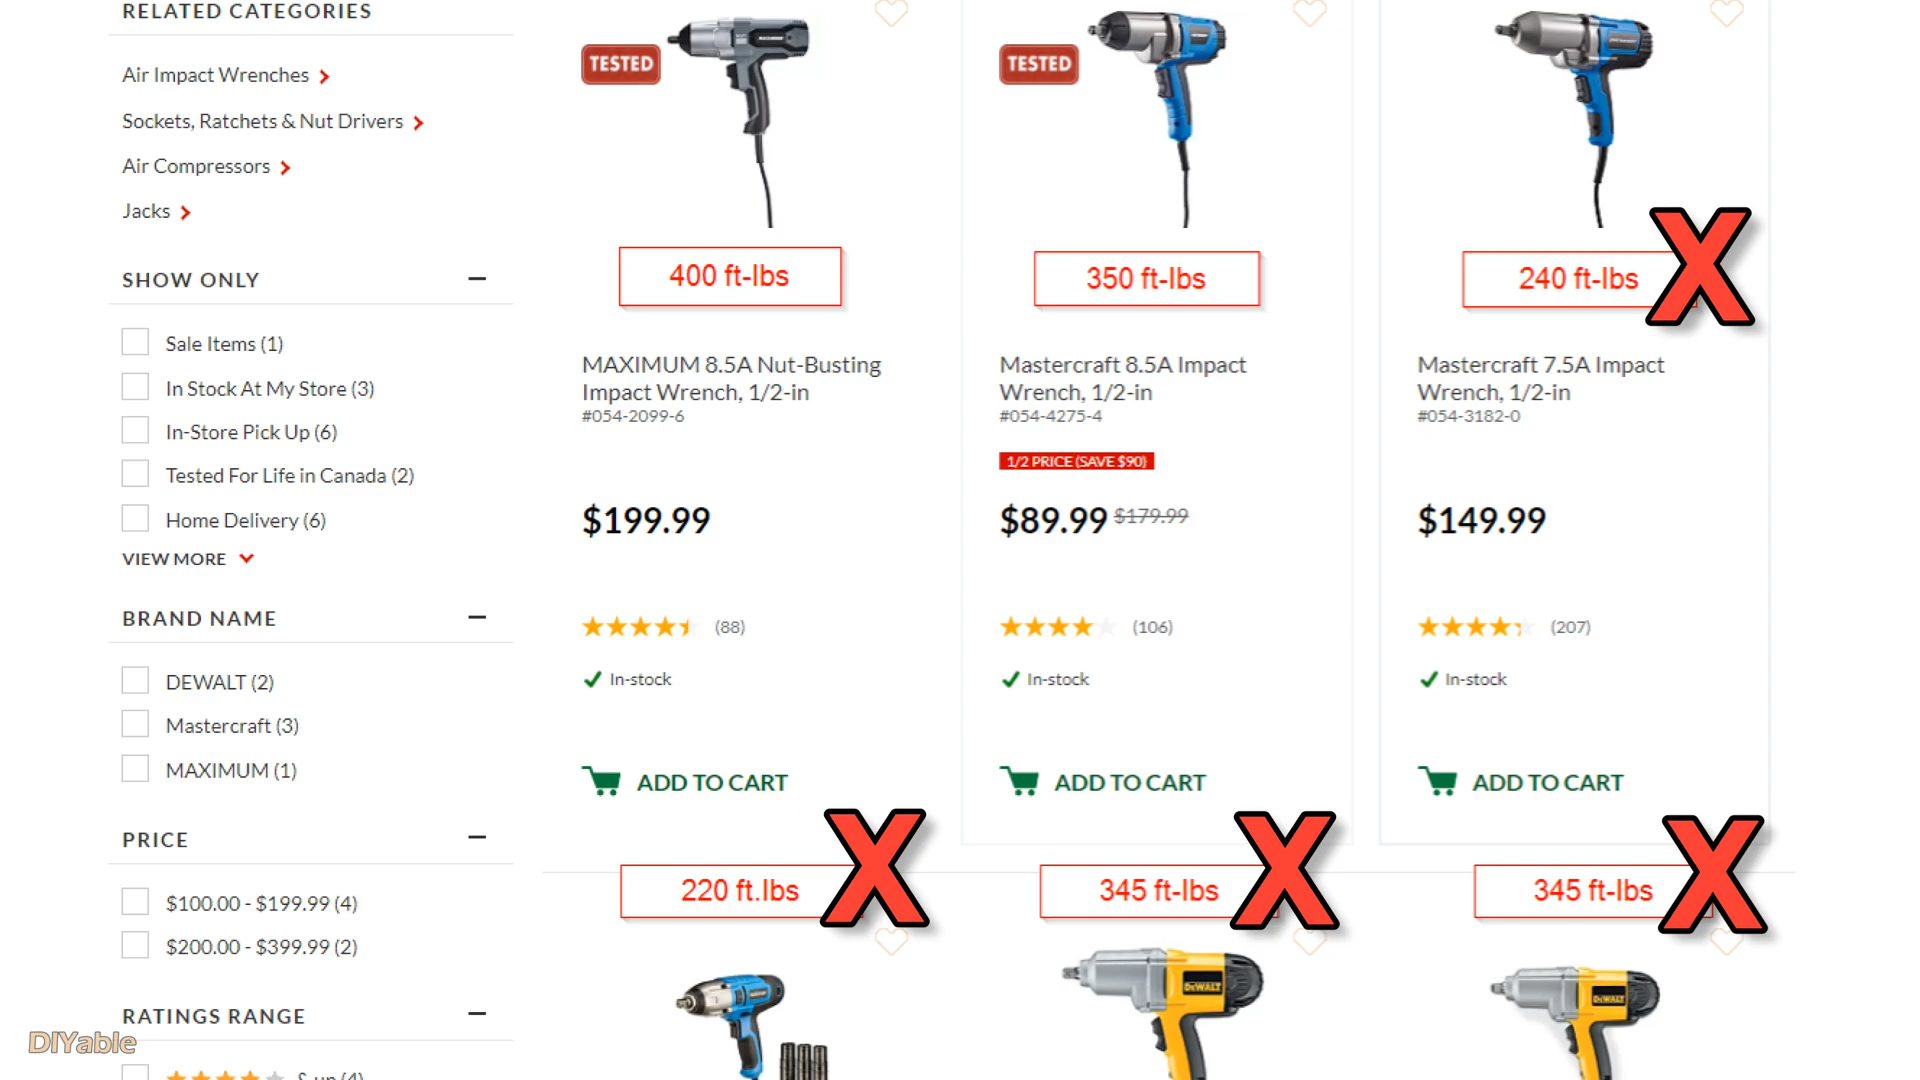 RELATED CATEGORIES
Air Impact Wrenches
Sockets, Ratchets & Nut Drivers
Air Compressors
Jacks
SHOW ONLY
Sale Items (1)
In Stock At My Store (3)
In-Store Pick Up (6)
Tested For Life in Canada (2)
Home Delivery (6)
VIEW MORE
BRAND NAME
DEWALT (2)
Mastercraft (3)
MAXIMUM (1)
PRICE
$100.00 - $199.99 (4)
$200.00 - $399.99 (2)
RATINGS RANGE
& up (4)
TESTED
400 ft-lbs
MAXIMUM 8.5A Nut-Busting
Impact Wrench, 1/2-in
#054-2099-6
$199.99
(88)
In-stock
ADD TO CART
TESTED
350 ft-lbs
Mastercraft 8.5A Impact
Wrench, 1/2-in
#054-4275-4
1/2 PRICE (SAVE $90)
$89.99 $179.99
(106)
In-stock
ADD TO CART
240 ft-lbs X
Mastercraft 7.5A Impact
Wrench, 1/2-in
#054-3182-0
$149.99
(207)
In-stock
ADD TO CART
220 ft.lbs X
345 ft-lbs X
DEWALT
345 ft-lbs X
DEWALT
DIYable